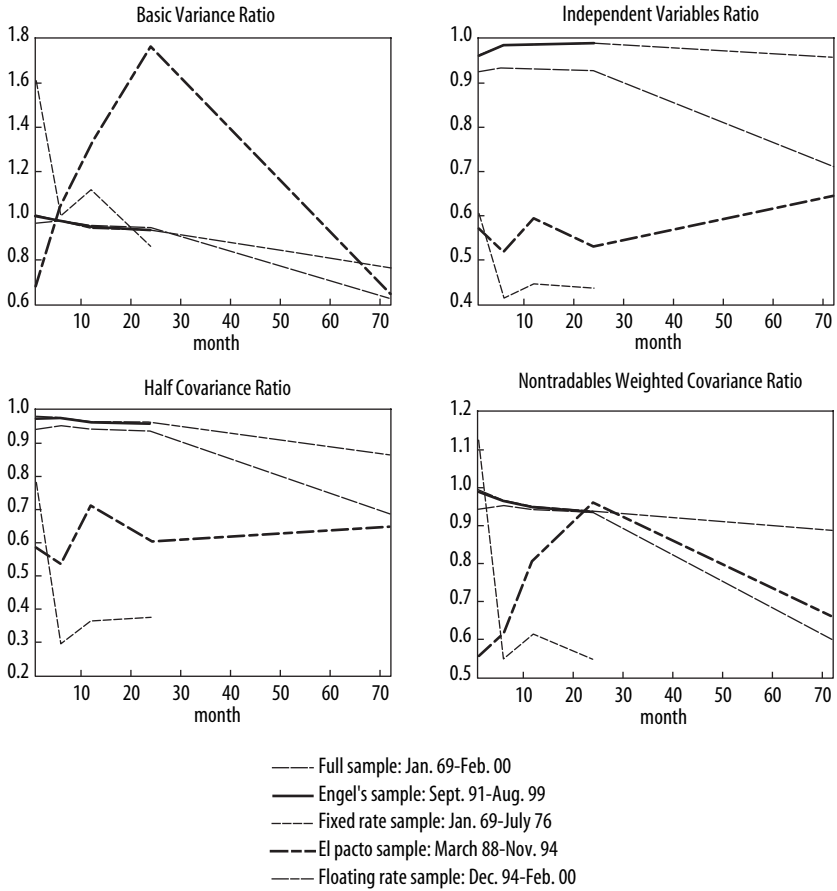 Basic Variance Ratio
1.8
1.6
1.4
1.2
1.0
0.8
0.6
10 20 30 40 50 60 70
month
Independent Variables Ratio
1.0
0.9
0.8
0.7
0.6
0.5
0.4
10 20 30 40 50 60 70
month
Half Covariance Ratio
1.0
0.9
0.8
0.7
0.6
0.5
0.4
0.3
0.2
10 20 30 40 50 60 70
month
Nontradables Weighted Covariance Ratio
1.2
1.1
1.0
0.9
0.8
0.7
0.6
0.5
10 20 30 40 50 60 70
month
Full sample: Jan. 69-Feb. 00
Engel's sample: Sept. 91-Aug. 99
Fixed rate sample: Jan. 69-July 76
El pacto sample: March 88-Nov. 94
Floating rate sample: Dec. 94-Feb. 00